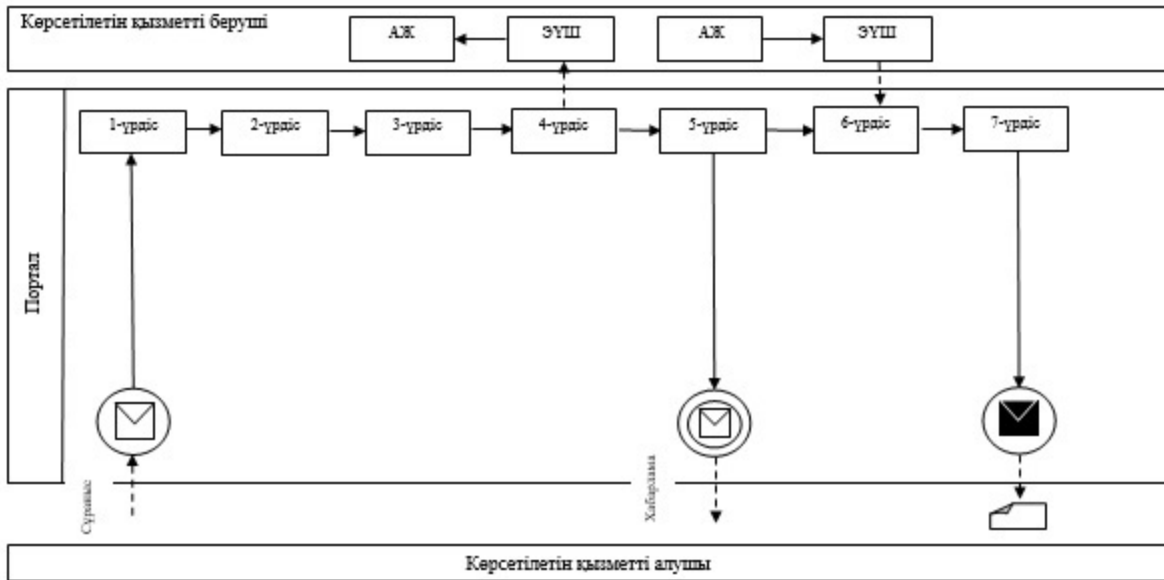 Көрсетілетін қызметті беруші
АЖ
ЭҮШ
АЖ
ЭҮШ
1-үрдіс
2-үрдіс
3-үрдіс
4-үрдіс
5-үрдіс
6-үрдіс
7-үрдіс
Портал
Сұраныс
Хабарлама
Көрсетілетін қызметті алушы